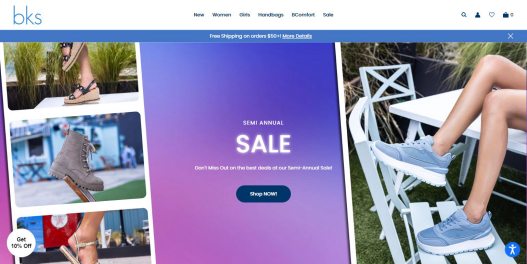 bks
New Women Girls Handbags BComfort Sale
0
Free Shipping on orders $50+! More Details
SEMI ANNUAL
SALE
Don't Miss Out on the best deals at our Semi-Annual Sale!
Shop NOW!
Get
10% Off